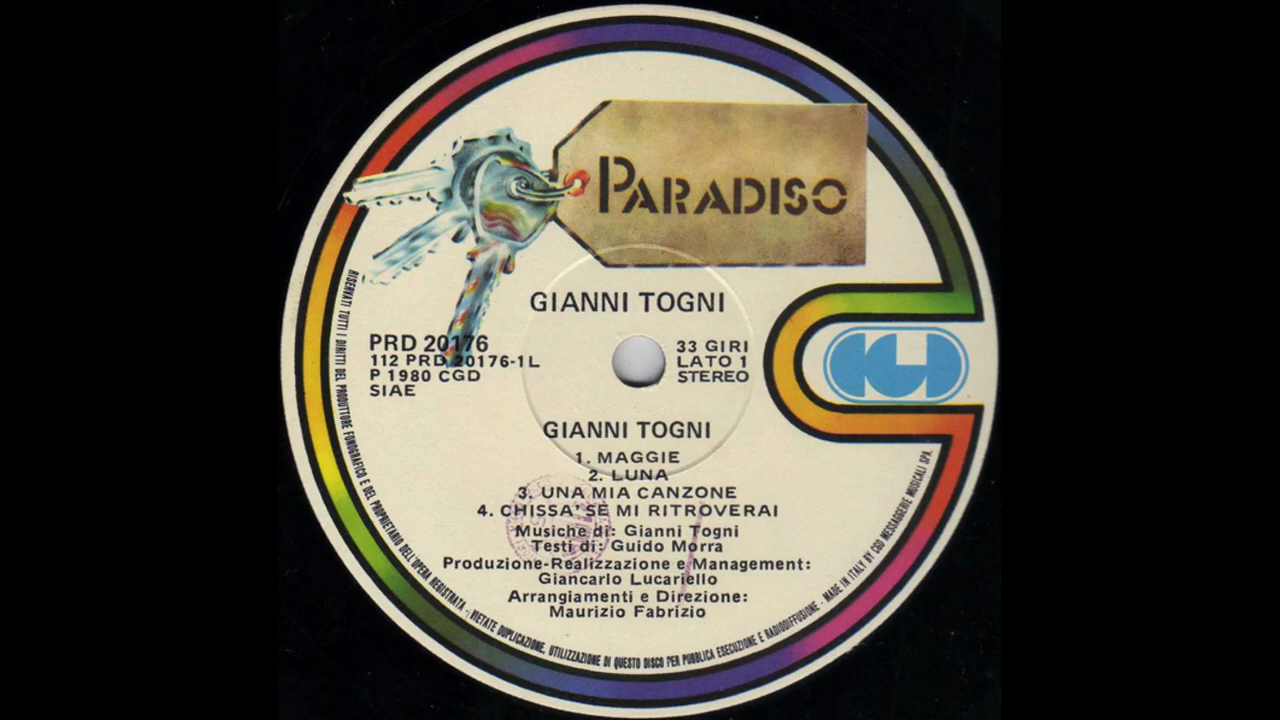 PARADISO
GIANNI TOGNI
PRD 20176
112 PRD 20176-1L
P 1980 CGD
SIAE
33 GIRI
LATO 1
STEREO
GIANNI TOGNI
1. MAGGIE
2. LUNA
3. UNA MIA CANZONE
4. CHISSA' SE MI RITROVERAI
Musiche di: Gianni Togni
Testi di: Guido Morra
Produzione-Realizzazione e Management:
Giancarlo Lucariello
Arrangiamenti e Direzione:
Maurizio Fabrizio
RISERVATI TUTTI I DIRITTI DEL PRODUTTORE FONOGRAFICO E DEL PROPRIETARIO DELL'OPERA REGISTRATA - VIETATE DUPLICAZIONE, UTILIZZAZIONE DI QUESTO DISCO PER PUBBLICA ESECUZIONE E RADIODIFFUSIONE - MADE IN ITALY BY CGD MESSAGGERIE MUSICALI SPA.